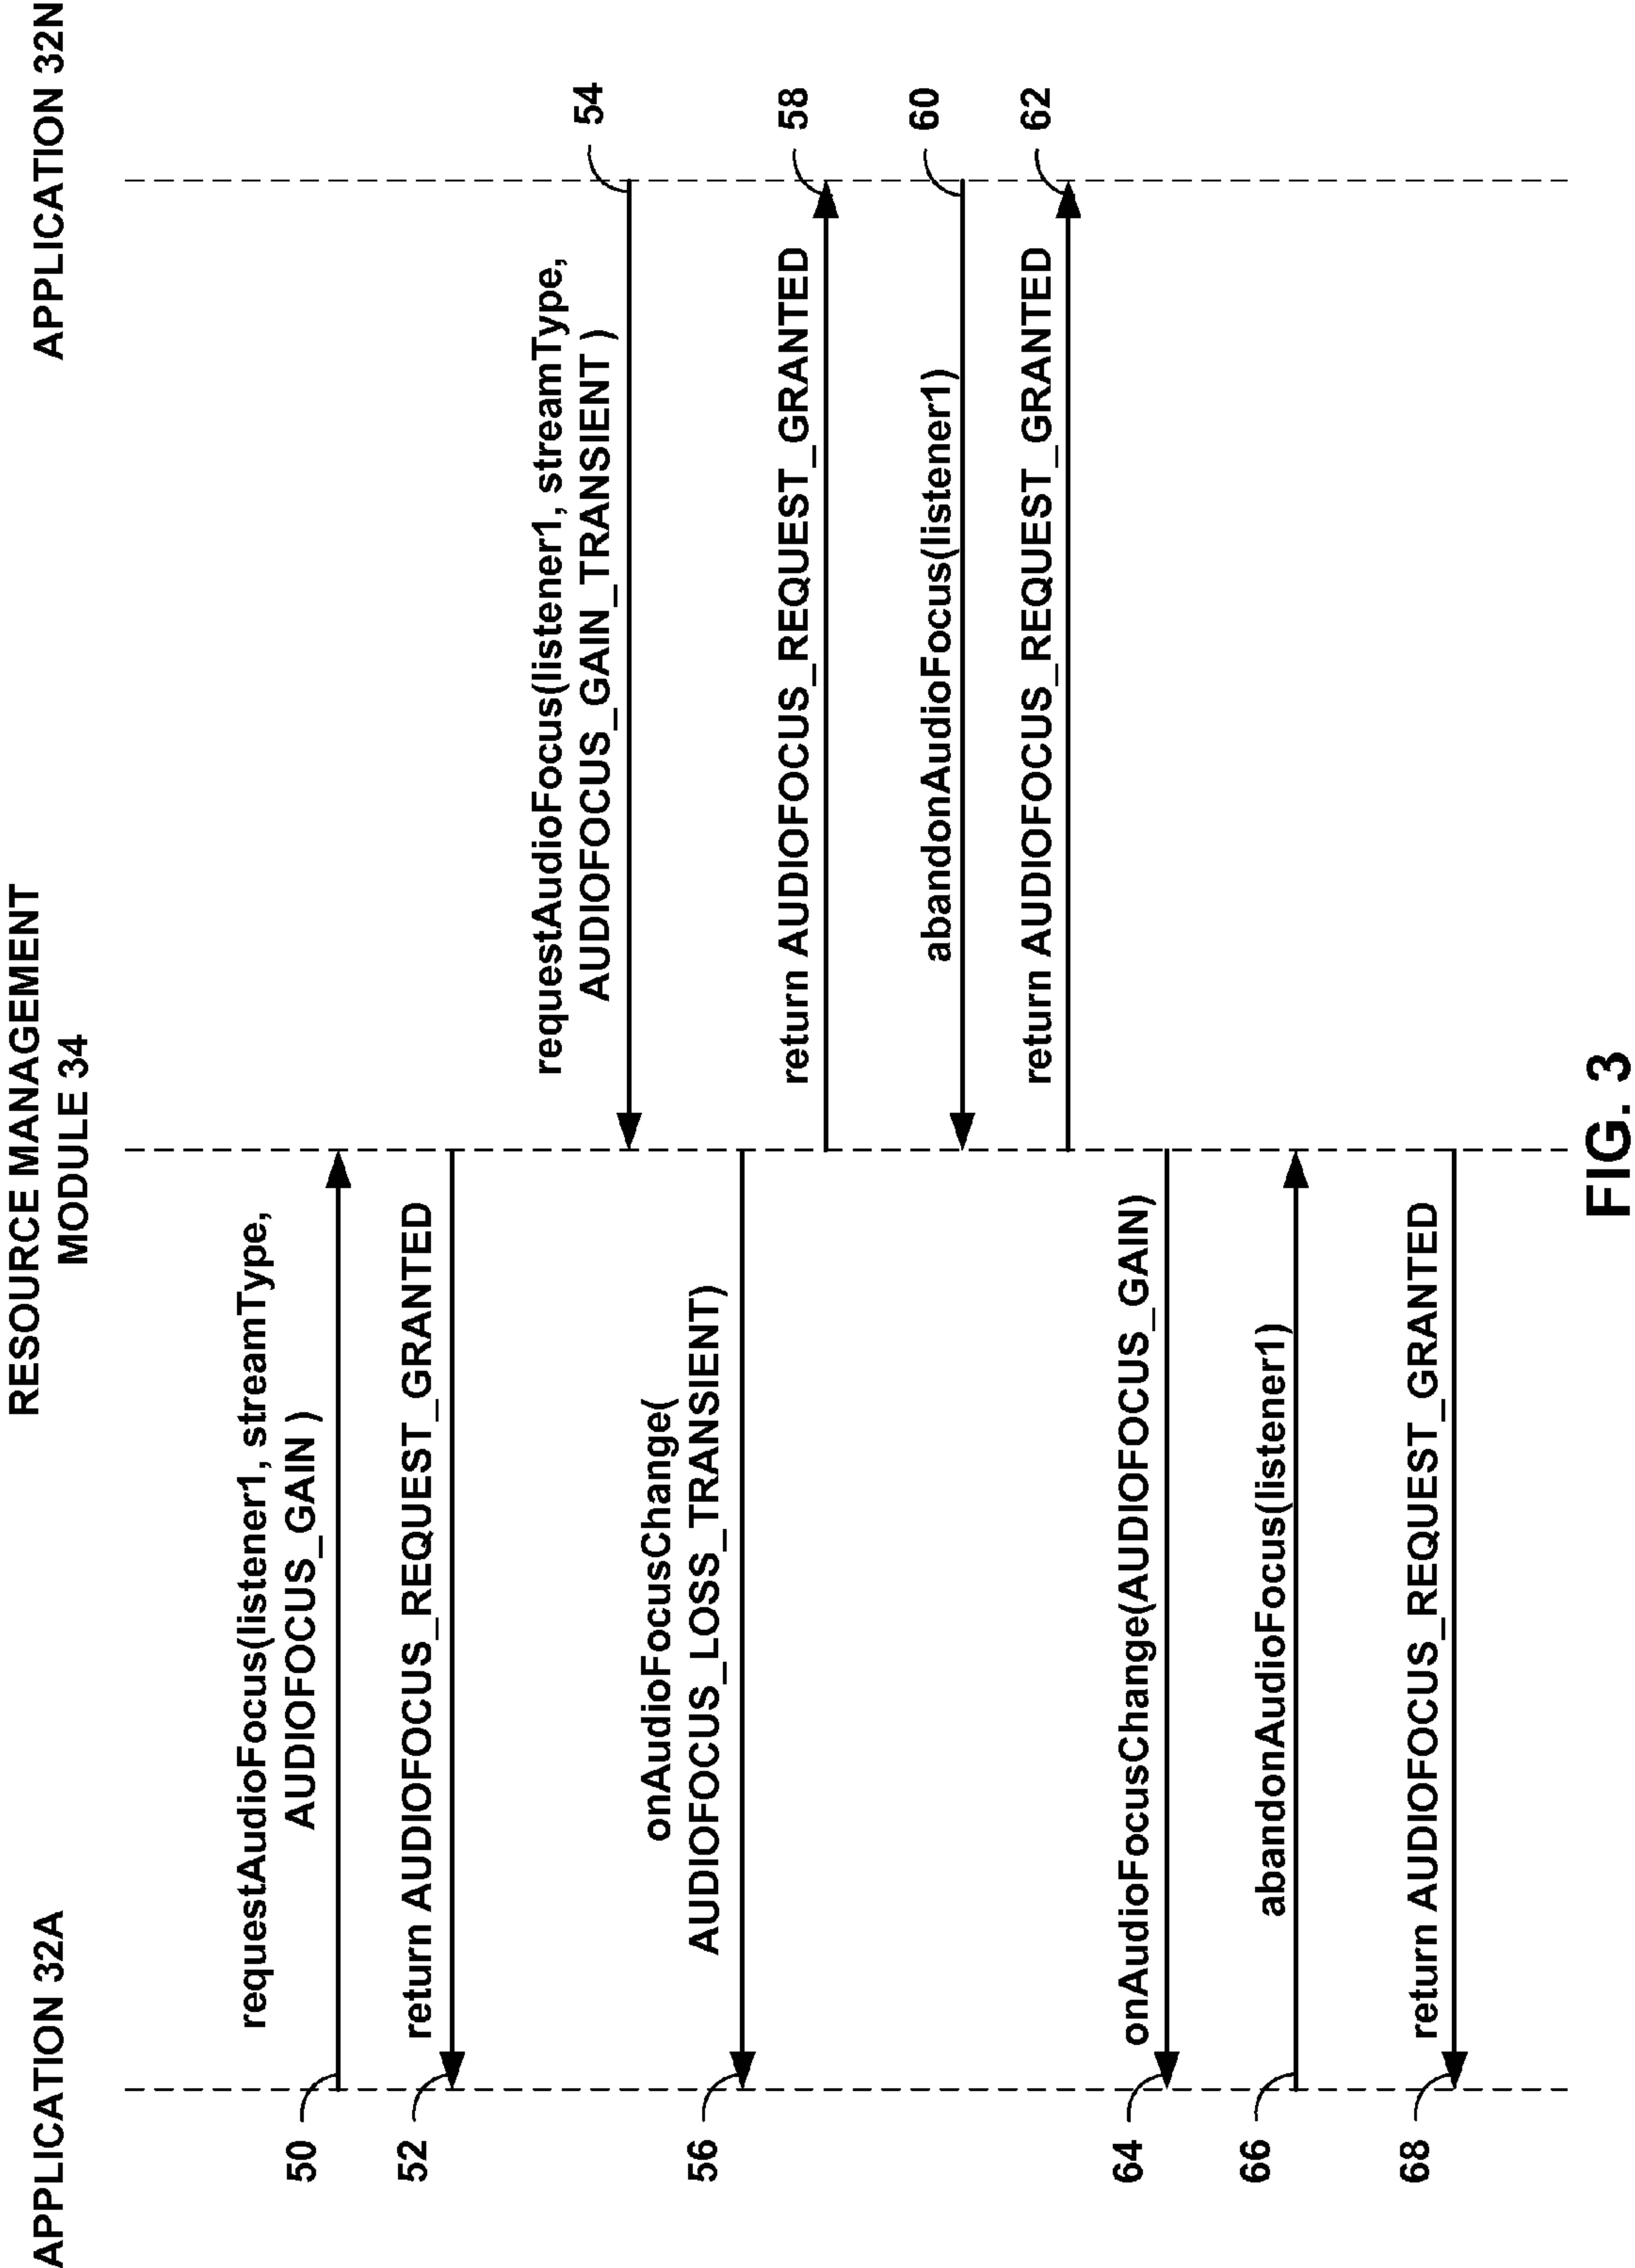 APPLICATION 32A
RESOURCE MANAGEMENT
MODULE 34
APPLICATION 32N
50
requestAudioFocus(listener1, streamType,
AUDIOFOCUS_GAIN )
52
return AUDIOFOCUS_REQUEST_GRANTED
requestAudioFocus(listener1, streamType,
AUDIOFOCUS_GAIN_TRANSIENT )
54
56
onAudioFocusChange(
AUDIOFOCUS_LOSS_TRANSIENT)
return AUDIOFOCUS_REQUEST_GRANTED
58
abandonAudioFocus(listener1)
60
return AUDIOFOCUS_REQUEST_GRANTED
62
64
onAudioFocusChange(AUDIOFOCUS_GAIN)
66
abandonAudioFocus(listener1)
68
return AUDIOFOCUS_REQUEST_GRANTED
FIG. 3